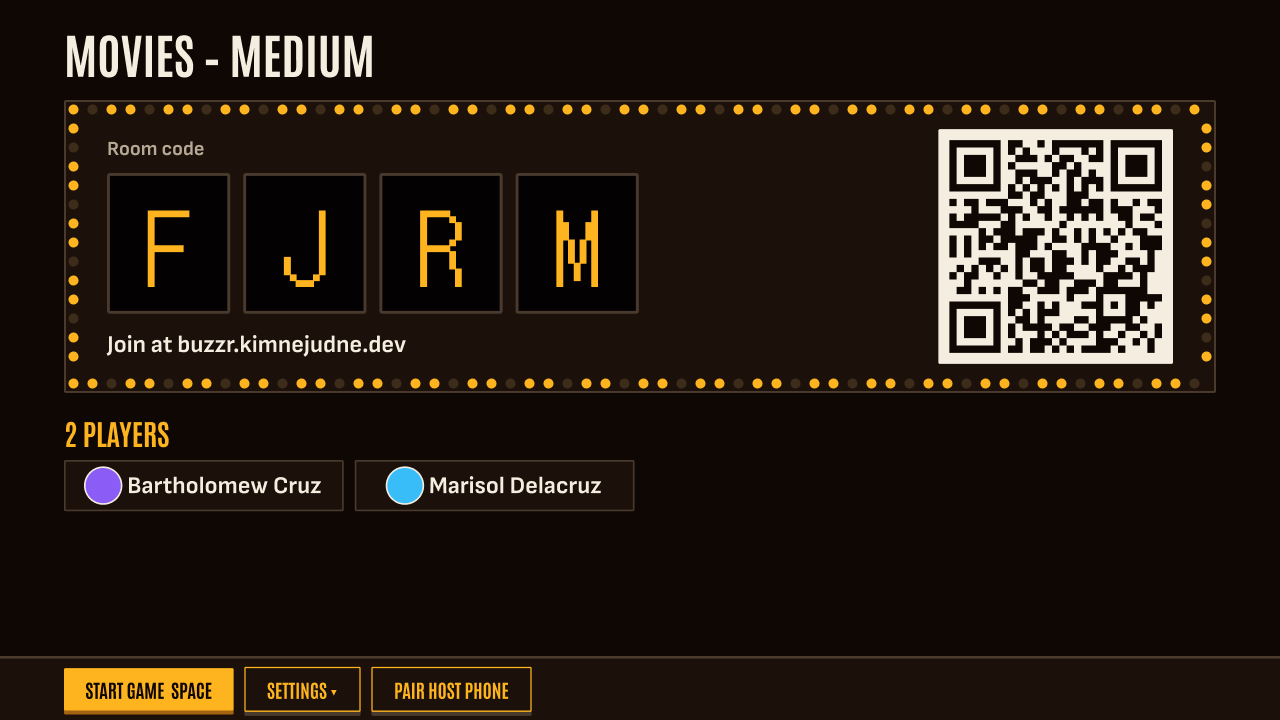 MOVIES - MEDIUM
Room code
F J R M
Join at buzzr.kimnejudne.dev
2 PLAYERS
Bartholomew Cruz
Marisol Delacruz
START GAME SPACE
SETTINGS ▾
PAIR HOST PHONE